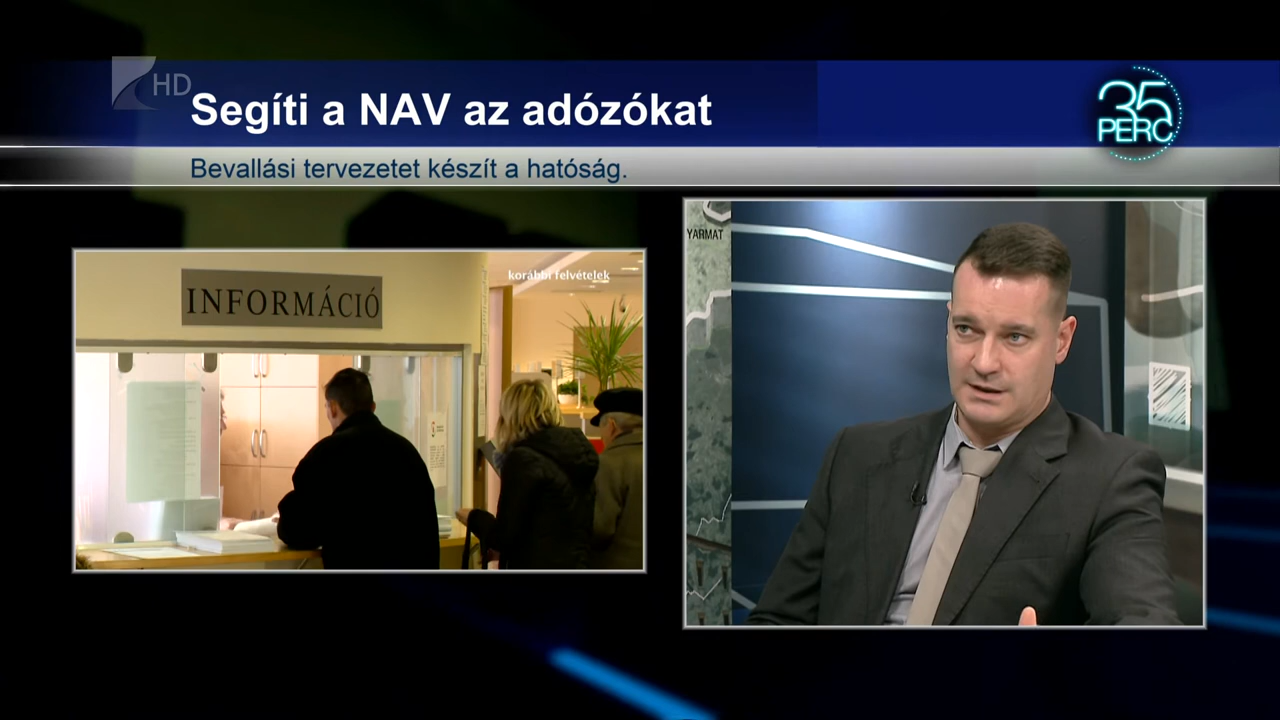 HD
Segíti a NAV az adózókat
35
PERC
Bevallási tervezetet készít a hatóság.
YARMAT
korábbi felvételek
INFORMÁCIÓ